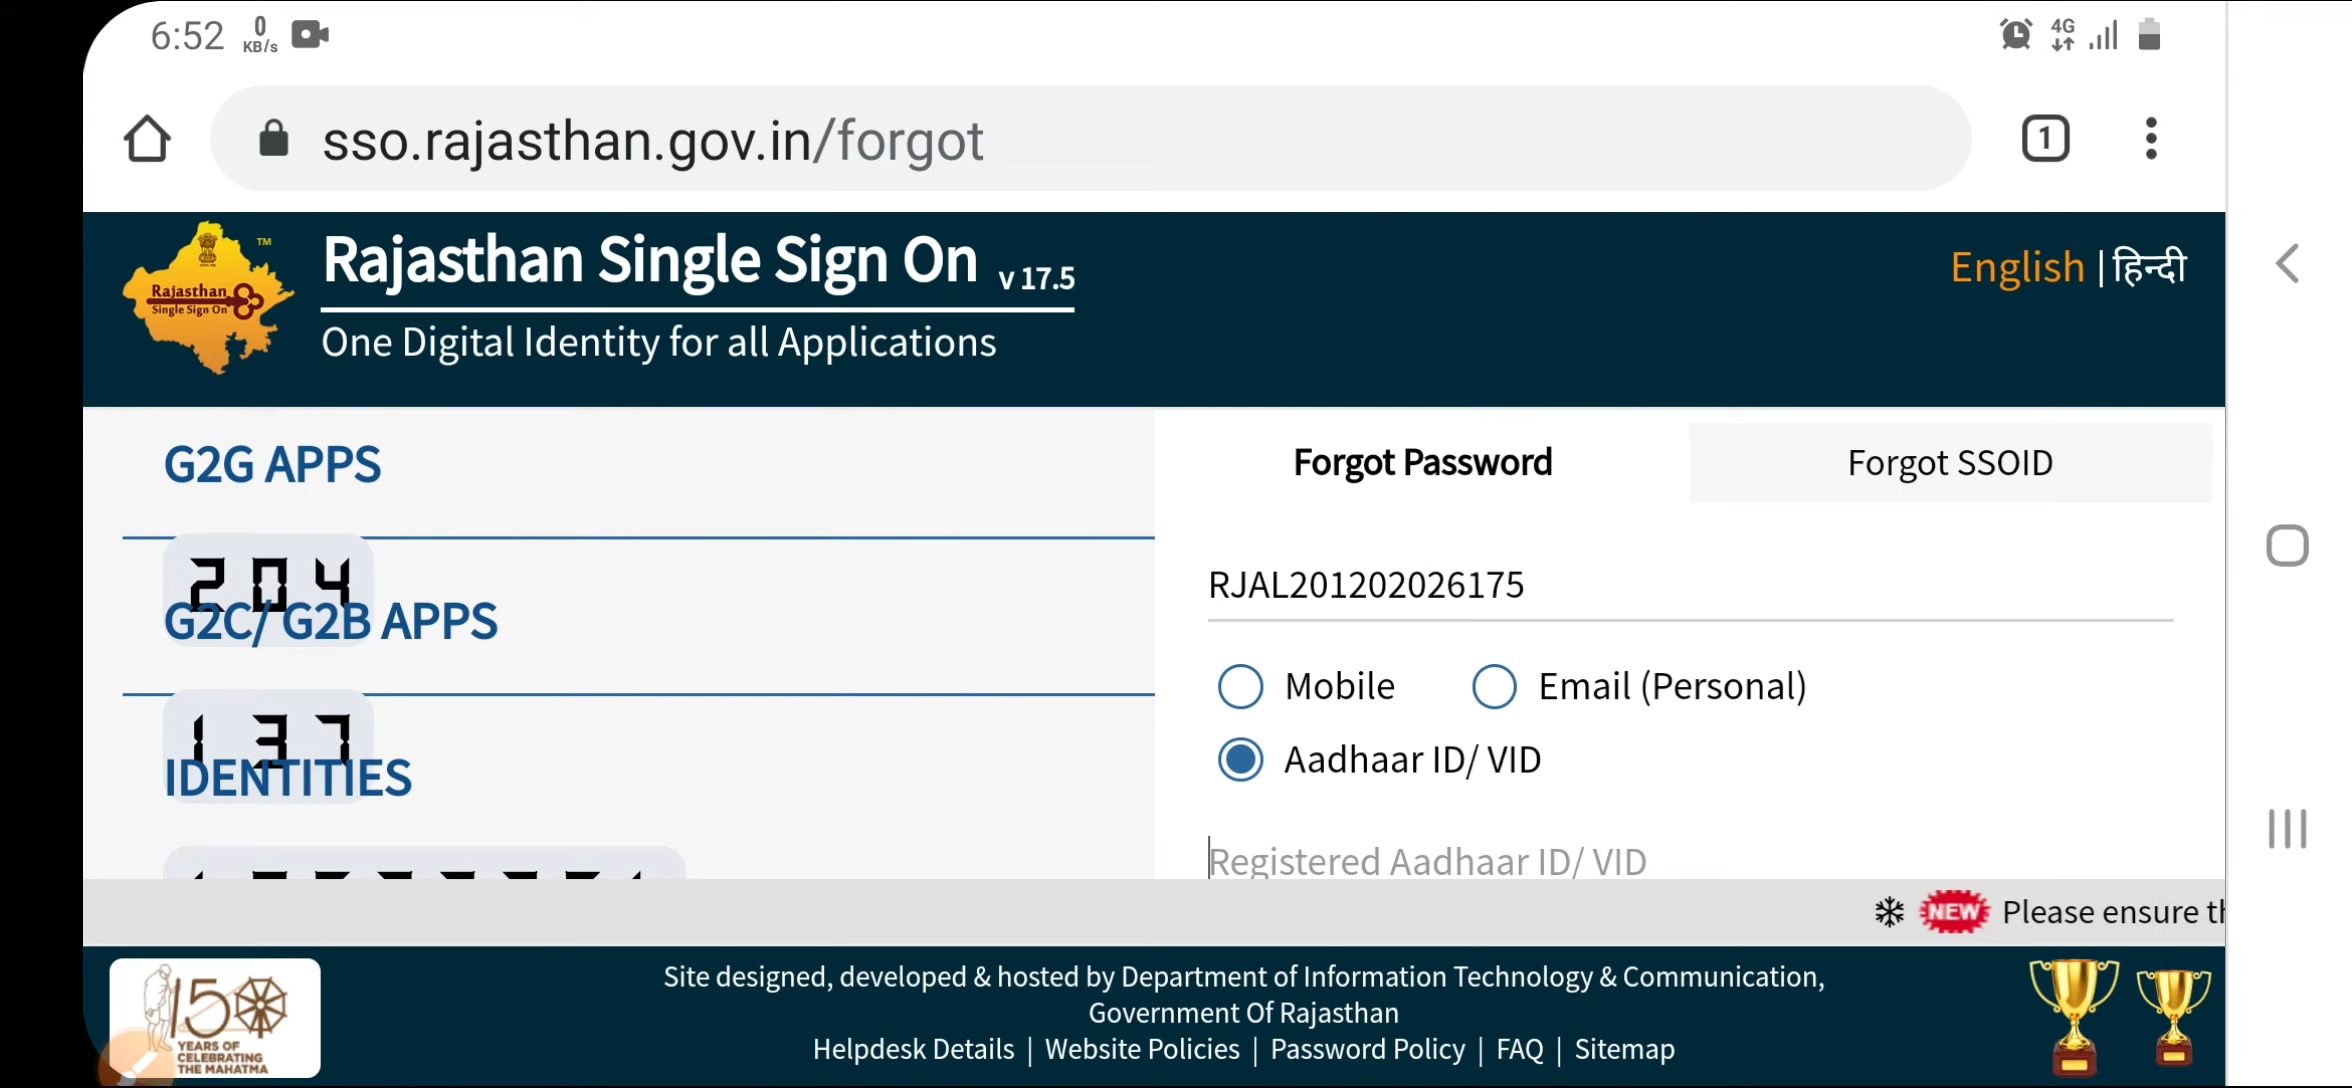 6:52 0 KB/s 4G
sso.rajasthan.gov.in/forgot 1
Rajasthan Single Sign On TM
Rajasthan Single Sign On v 17.5
One Digital Identity for all Applications
English | हिन्दी
G2G APPS
204
G2C/ G2B APPS
137
IDENTITIES
Forgot Password Forgot SSOID
RJAL201202026175
Mobile Email (Personal)
Aadhaar ID/ VID
Registered Aadhaar ID/ VID
NEW Please ensure
150
YEARS OF
CELEBRATING
THE MAHATMA
Site designed, developed & hosted by Department of Information Technology & Communication,
Government Of Rajasthan
Helpdesk Details | Website Policies | Password Policy | FAQ | Sitemap